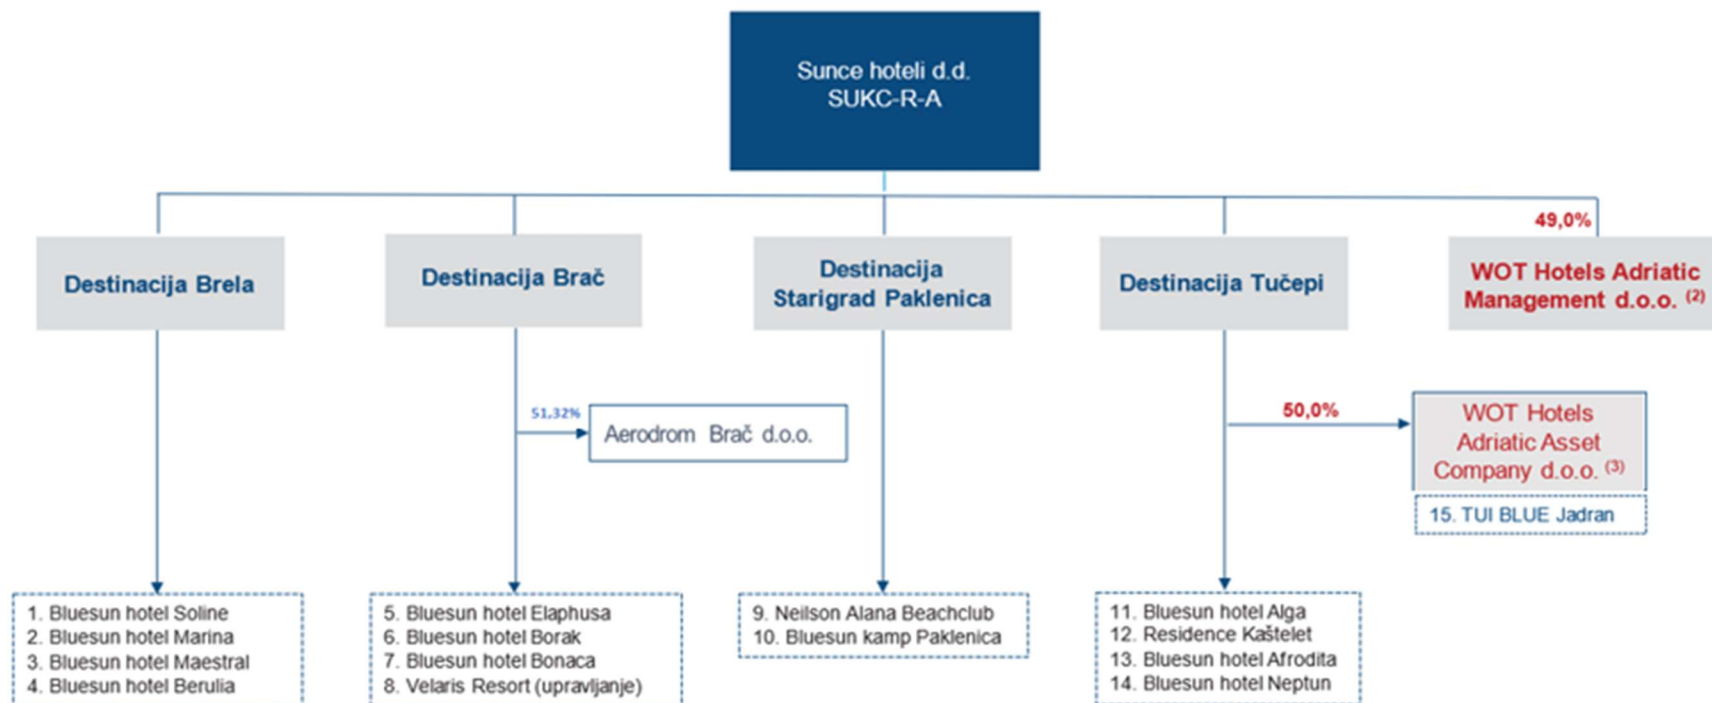 Sunce hoteli d.d.
SUKC-R-A
49,0%
Destinacija Brela
Destinacija Brač
Destinacija
Starigrad Paklenica
Destinacija Tučepi
WOT Hotels Adriatic
Management d.o.o. (2)
51,32%
Aerodrom Brač d.o.o.
50,0%
WOT Hotels
Adriatic Asset
Company d.o.o. (3)
15. TUI BLUE Jadran
1. Bluesun hotel Soline
2. Bluesun hotel Marina
3. Bluesun hotel Maestral
4. Bluesun hotel Berulia
5. Bluesun hotel Elaphusa
6. Bluesun hotel Borak
7. Bluesun hotel Bonaca
8. Velaris Resort (upravljanje)
9. Neilson Alana Beachclub
10. Bluesun kamp Paklenica
11. Bluesun hotel Alga
12. Residence Kaštelet
13. Bluesun hotel Afrodita
14. Bluesun hotel Neptun